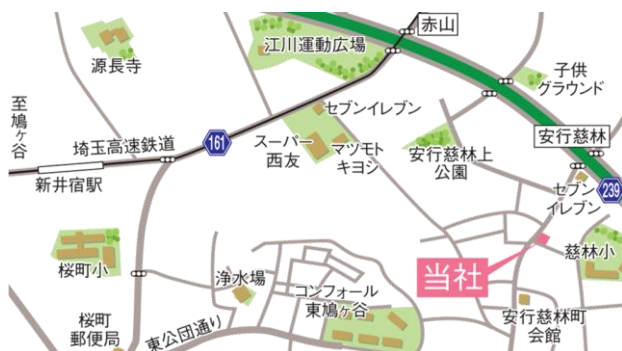 赤山
江川運動広場
源長寺
子供
グラウンド
至鳩ヶ谷
セブンイレブン
埼玉高速鉄道
161
スーパー
西友
マツモト
キヨシ
安行慈林上
公園
安行慈林
新井宿駅
セブン
イレブン
239
桜町小
浄水場
コンフォール
東鳩ヶ谷
当社
慈林小
安行慈林町
会館
桜町
郵便局
東公団通り